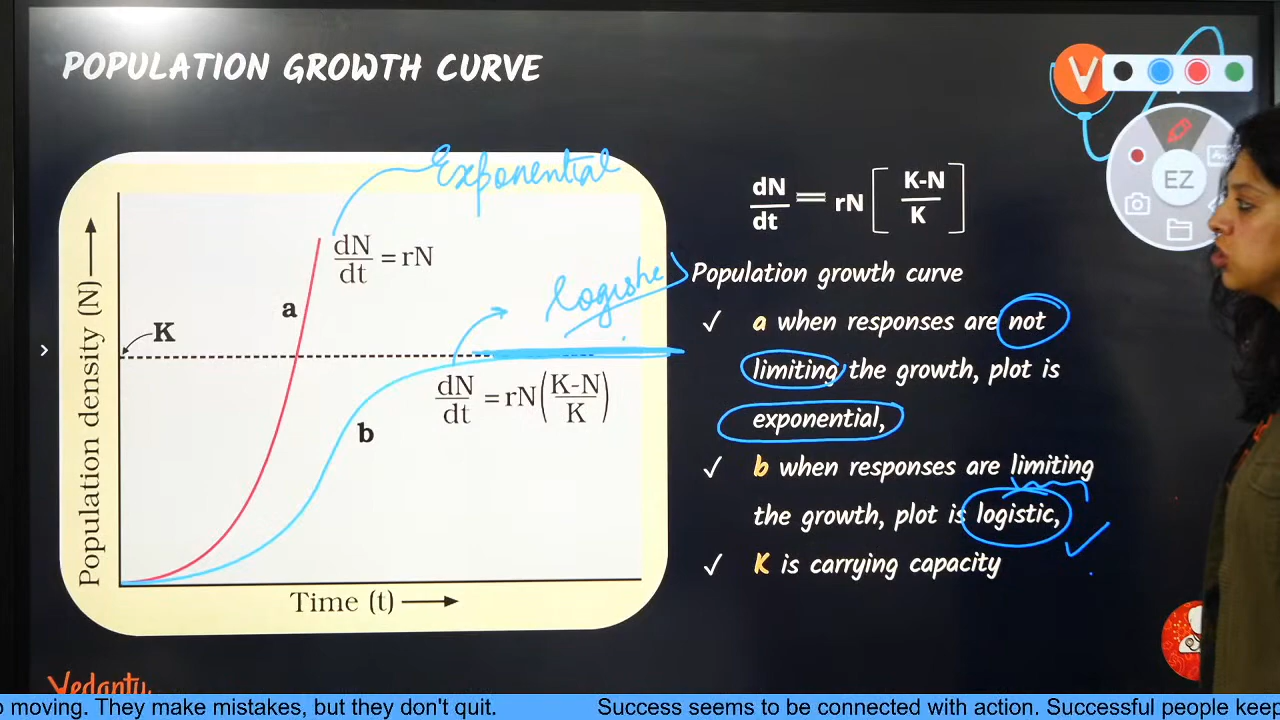 POPULATION GROWTH CURVE
Exponential
dN/dt = rN
a
K
logistic
dN/dt = rN(K-N/K)
b
Population density (N)
Time (t)
dN/dt = rN[K-N/K]
Population growth curve
✓ a when responses are not
limiting the growth, plot is
exponential,
✓ b when responses are limiting
the growth, plot is logistic,
✓ K is carrying capacity
EZ
Vedantu
o moving. They make mistakes, but they don't quit.
Success seems to be connected with action. Successful people keep